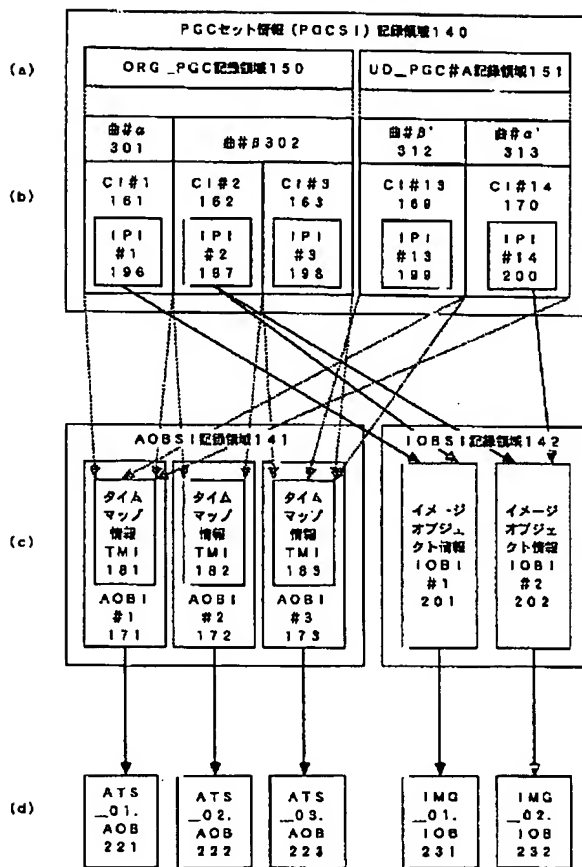 PGCセット情報(PGCSI)記録領域140
(a)
ORG_PGC記録領域150
UD_PGC#A記録領域151
曲#α
301
曲#β302
曲#β'
312
曲#α'
313
(b)
CI#1
161
CI#2
162
CI#3
163
CI#13
169
CI#14
170
IPI
#1
196
IPI
#2
197
IPI
#3
198
IPI
#13
199
IPI
#14
200
AOBSI記録領域141
IOBSI記録領域142
(c)
タイム
マップ
情報
TMI
181
タイム
マップ
情報
TMI
182
タイム
マップ
情報
TMI
183
AOBI
#1
171
AOBI
#2
172
AOBI
#3
173
イメージ
オブジェ
クト情報
IOBI
#1
201
イメージ
オブジェ
クト情報
IOBI
#2
202
(d)
ATS
_01.
AOB
221
ATS
_02.
AOB
222
ATS
_03.
AOB
223
IMG
_01.
IOB
231
IMG
_02.
IOB
232